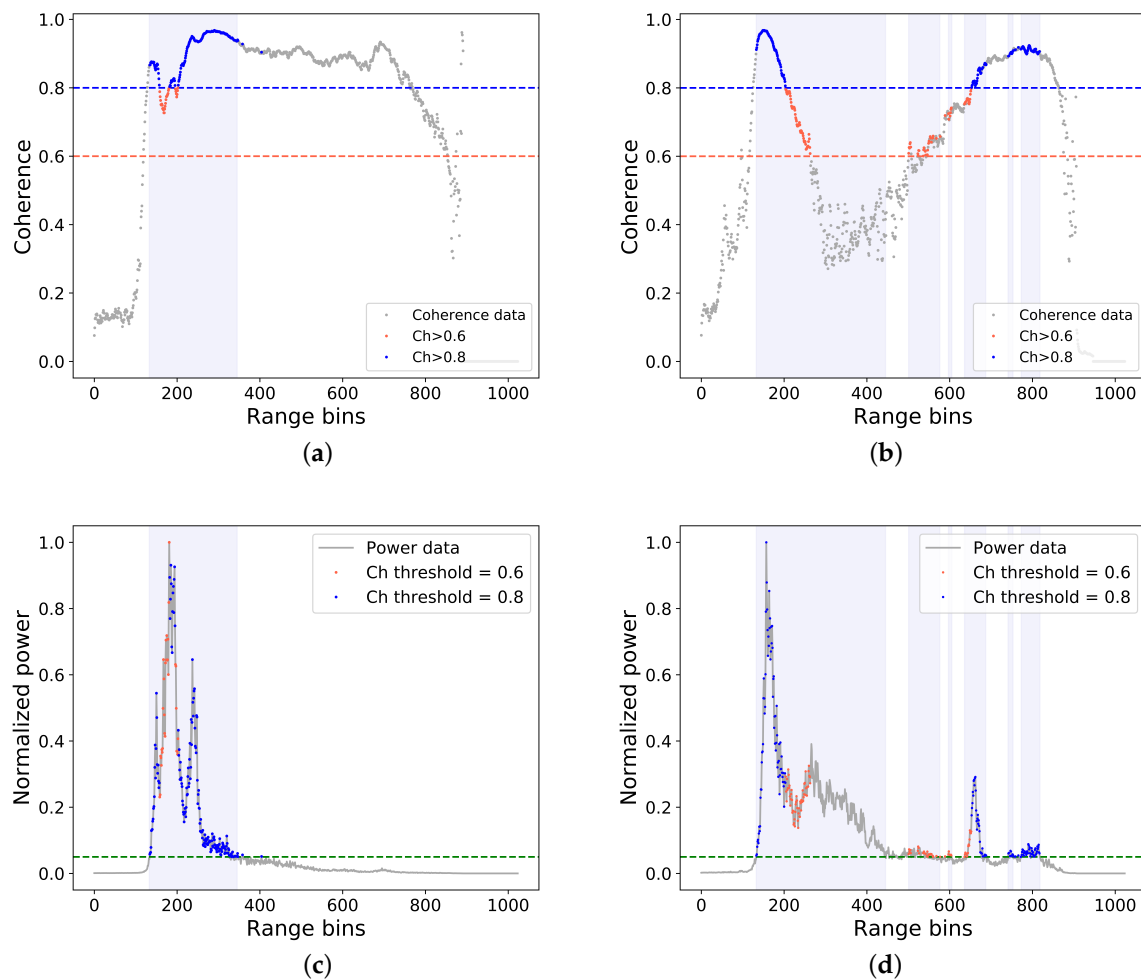 1.0
0.8
0.6
0.4
0.2
0.0
Coherence
Coherence data
Ch>0.6
Ch>0.8
0 200 400 600 800 1000
Range bins
(a)
1.0
0.8
0.6
0.4
0.2
0.0
Coherence
Coherence data
Ch>0.6
Ch>0.8
0 200 400 600 800 1000
Range bins
(b)
1.0
0.8
0.6
0.4
0.2
0.0
Normalized power
Power data
Ch threshold = 0.6
Ch threshold = 0.8
0 200 400 600 800 1000
Range bins
(c)
1.0
0.8
0.6
0.4
0.2
0.0
Normalized power
Power data
Ch threshold = 0.6
Ch threshold = 0.8
0 200 400 600 800 1000
Range bins
(d)